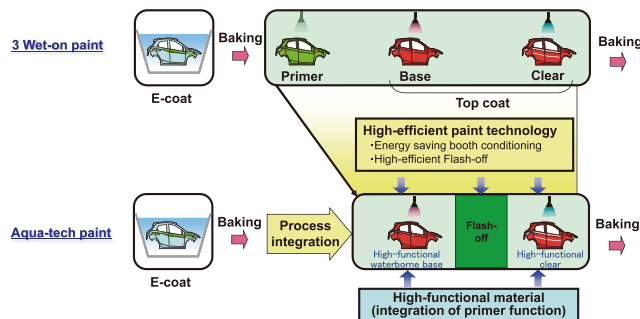 3 Wet-on paint
Baking
Baking
Primer
Base
Clear
E-coat
Top coat
High-efficient paint technology
・Energy saving booth conditioning
・High-efficient Flash-off
Aqua-tech paint
Baking
Process
integration
Flash-
off
Baking
High-functional
waterborne base
High-functional
clear
E-coat
High-functional material
(integration of primer function)